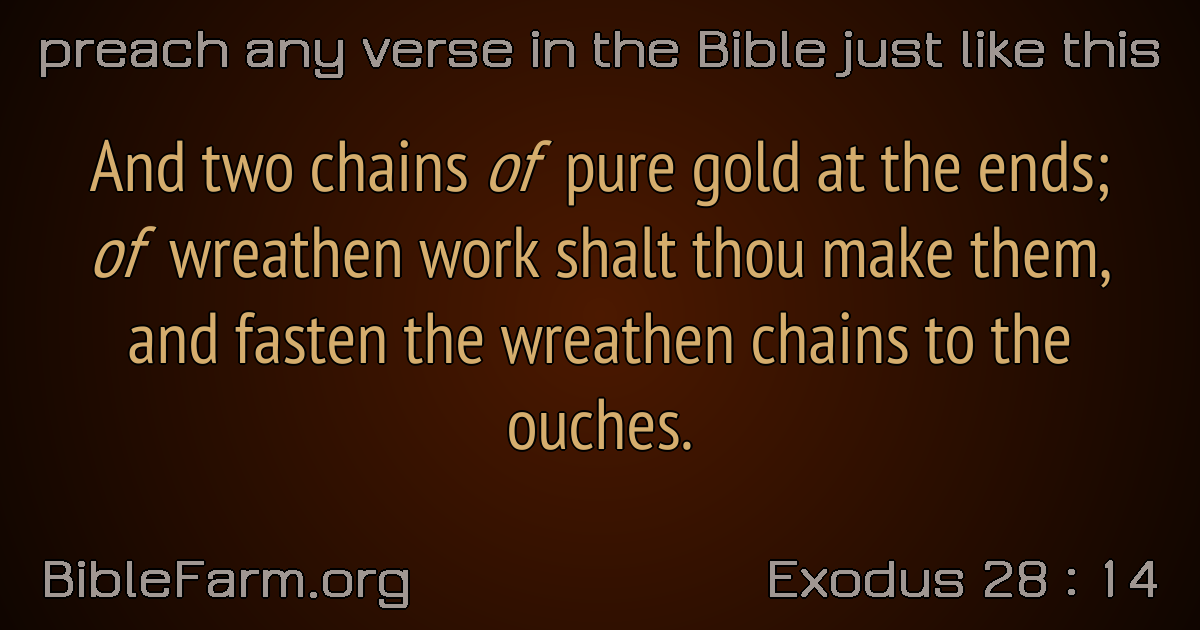 preach any verse in the Bible just like this
And two chains of pure gold at the ends;
of wreathen work shalt thou make them,
and fasten the wreathen chains to the
ouches.
BibleFarm.org
Exodus 28 : 14